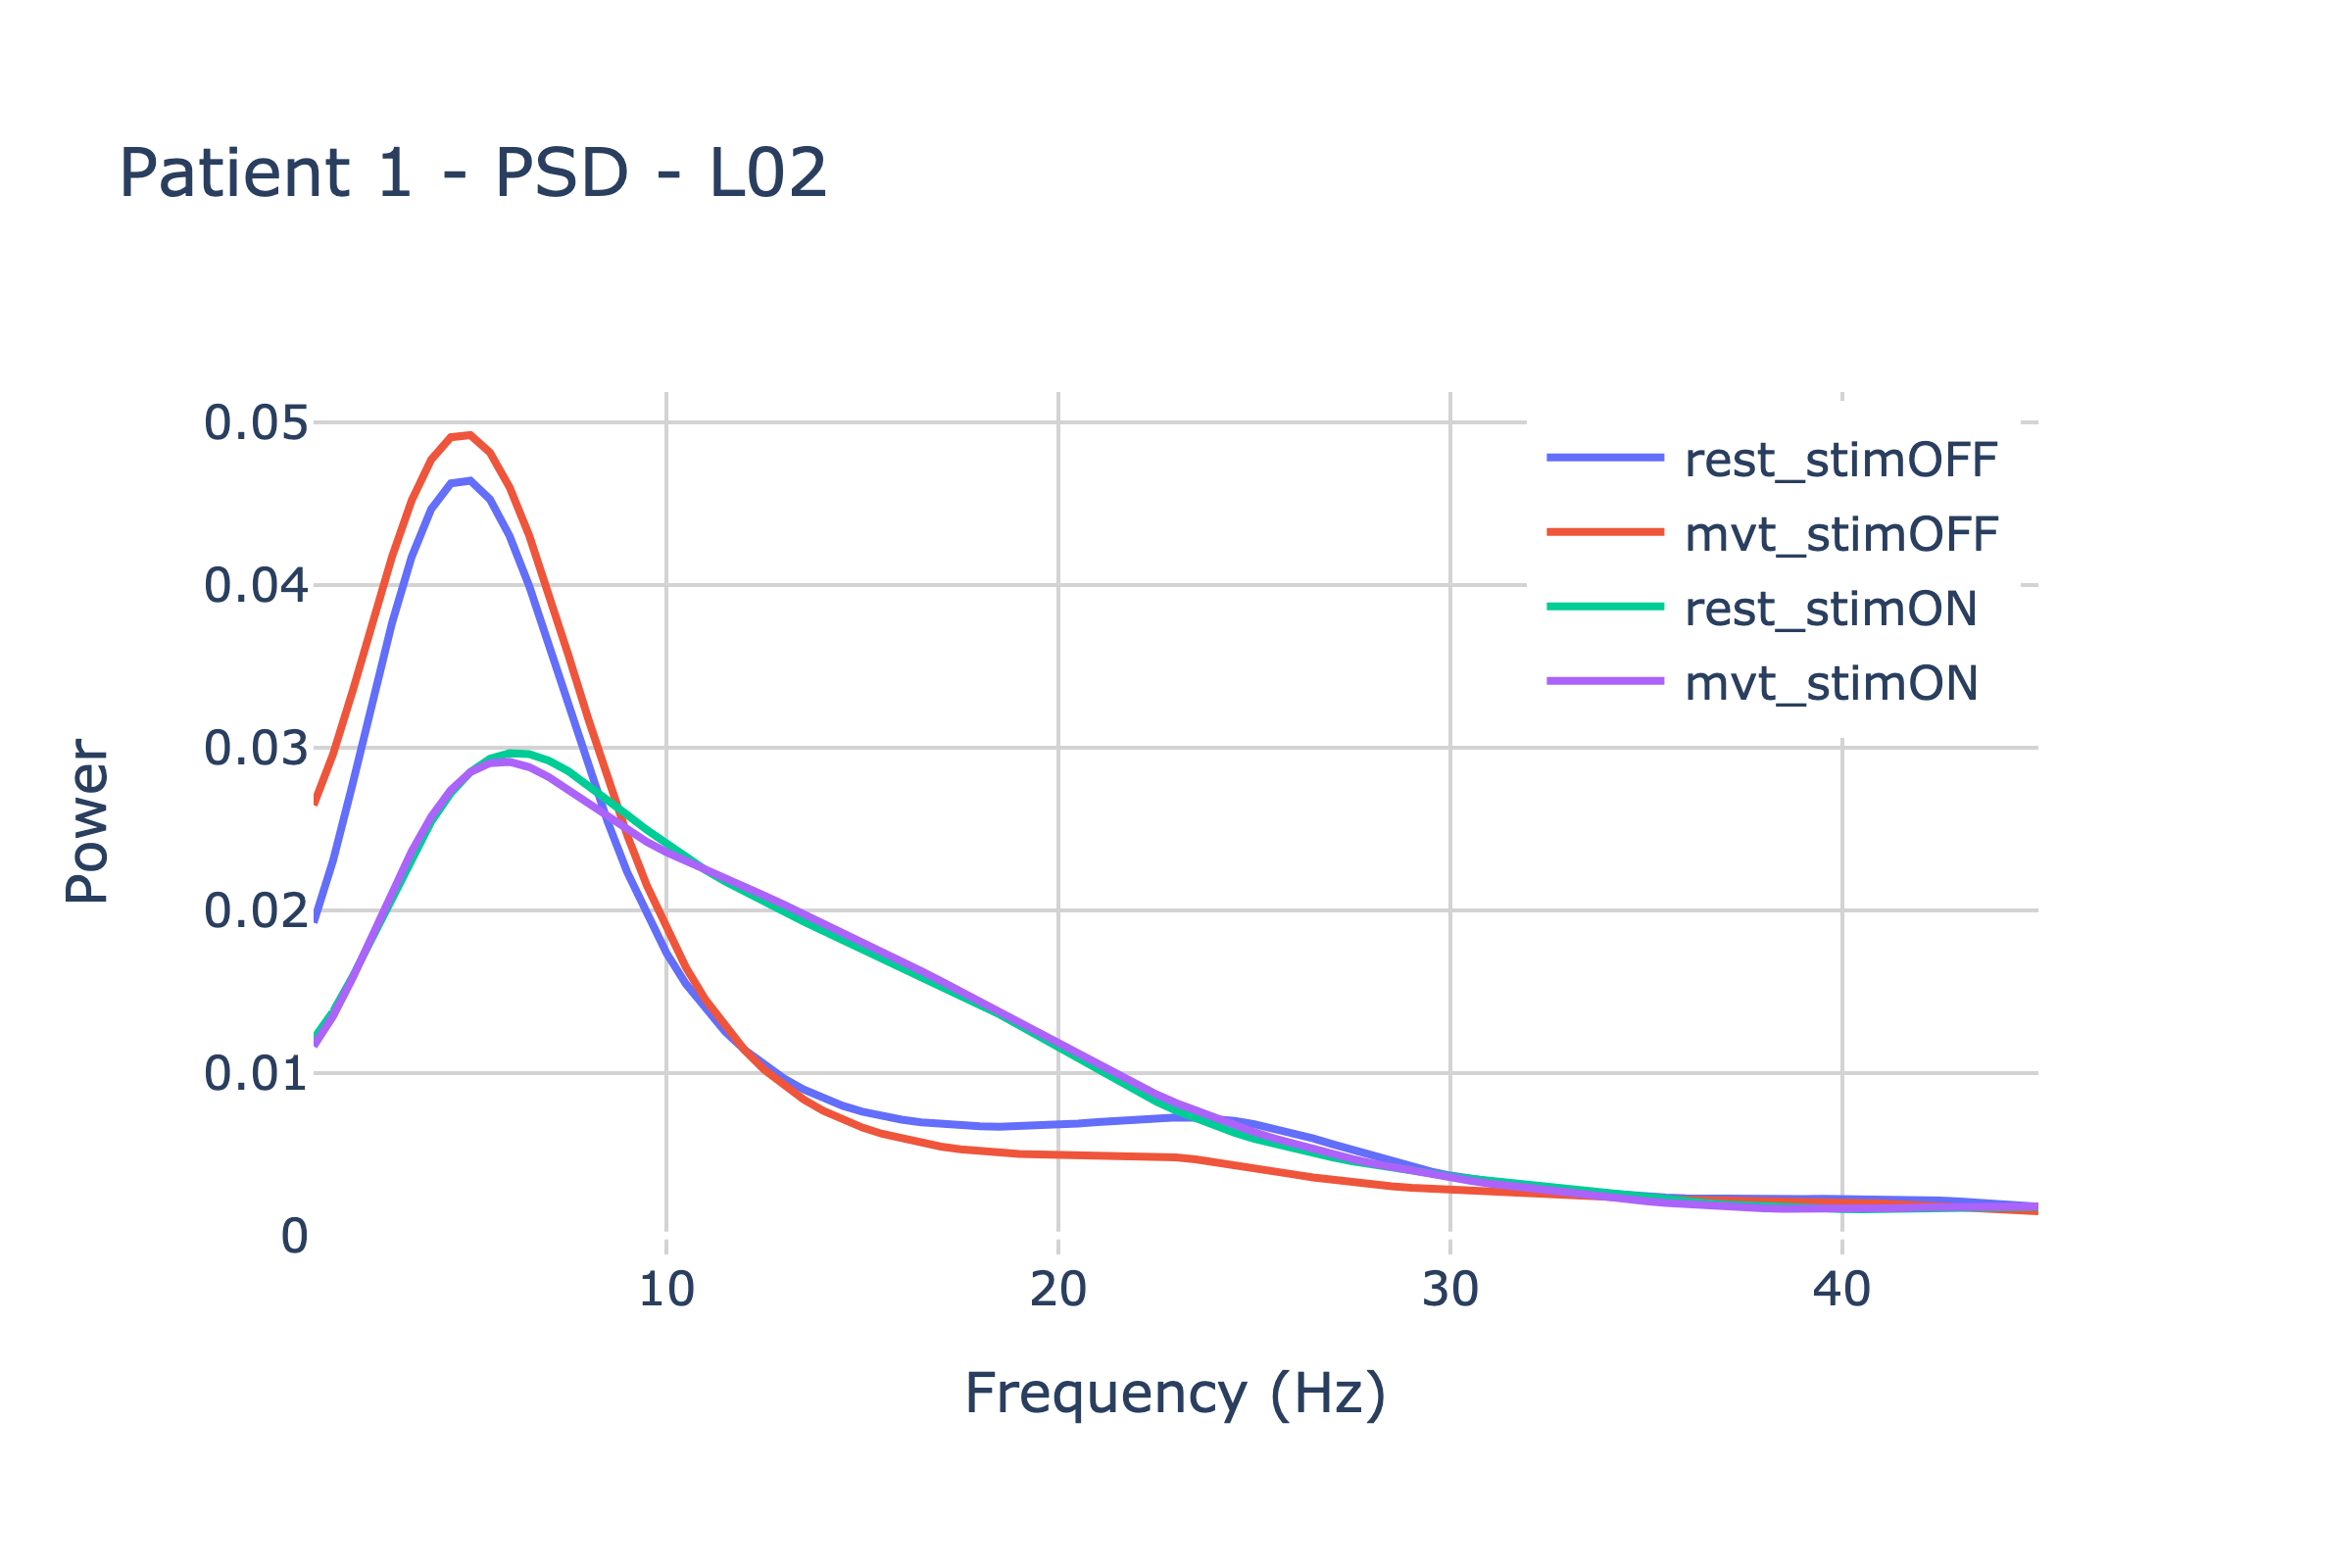 Patient 1 - PSD - L02
0.05
0.04
0.03
0.02
0.01
0
Power
rest_stimOFF
mvt_stimOFF
rest_stimON
mvt_stimON
10
20
30
40
Frequency (Hz)